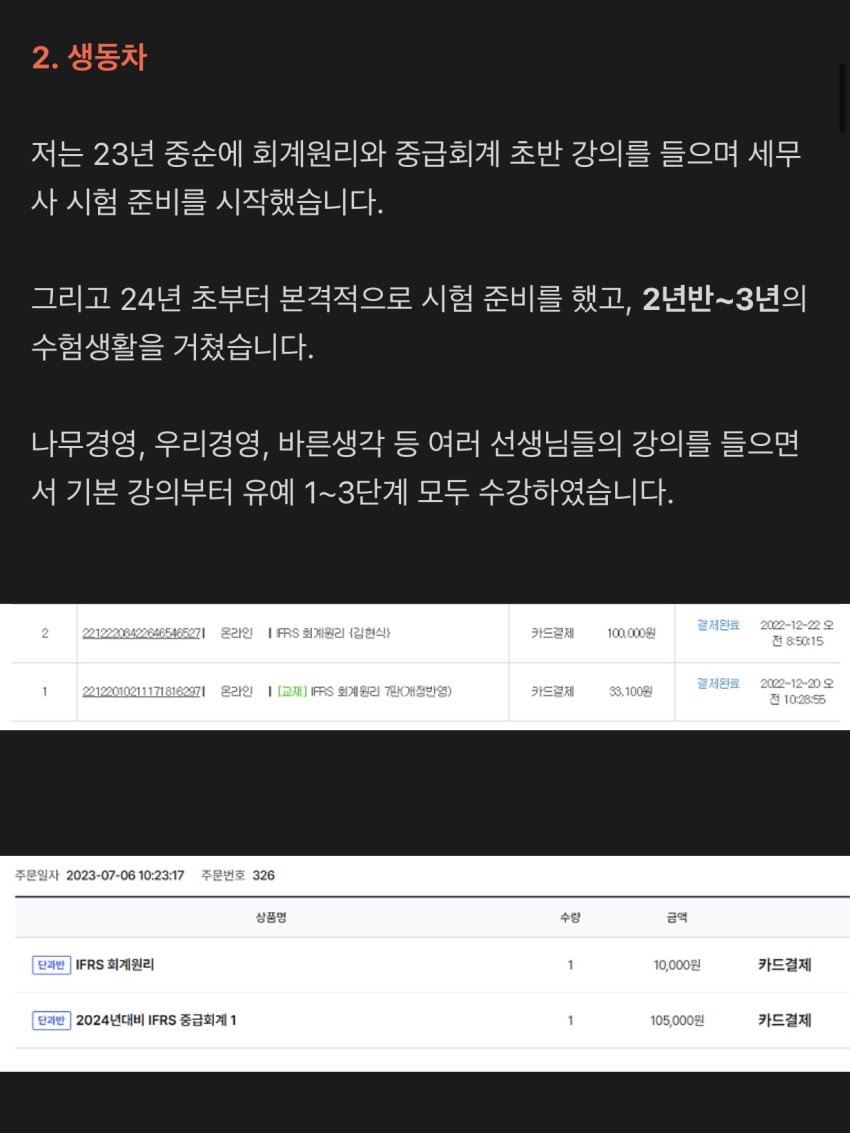 2. 생동차
저는 23년 중순에 회계원리와 중급회계 초반 강의를 들으며 세무
사 시험 준비를 시작했습니다.
그리고 24년 초부터 본격적으로 시험 준비를 했고, 2년반~3년의
수험생활을 거쳤습니다.
나무경영, 우리경영, 바른생각 등 여러 선생님들의 강의를 들으면
서 기본 강의부터 유예 1~3단계 모두 수강하였습니다.
2 22122208422646546527 온라인 IFRS 회계원리 {김현식} 카드결제 100,000원 결제완료 2022-12-22 오
전 8:50:15
1 22122010211171816297 온라인 [교재] IFRS 회계원리 7판(개정반영) 카드결제 33,100원 결제완료 2022-12-20 오
전 10:28:55
주문일자 2023-07-06 10:23:17 주문번호 326
상품명 수량 금액
단과반 IFRS 회계원리 1 10,000원 카드결제
단과반 2024년대비 IFRS 중급회계 1 1 105,000원 카드결제